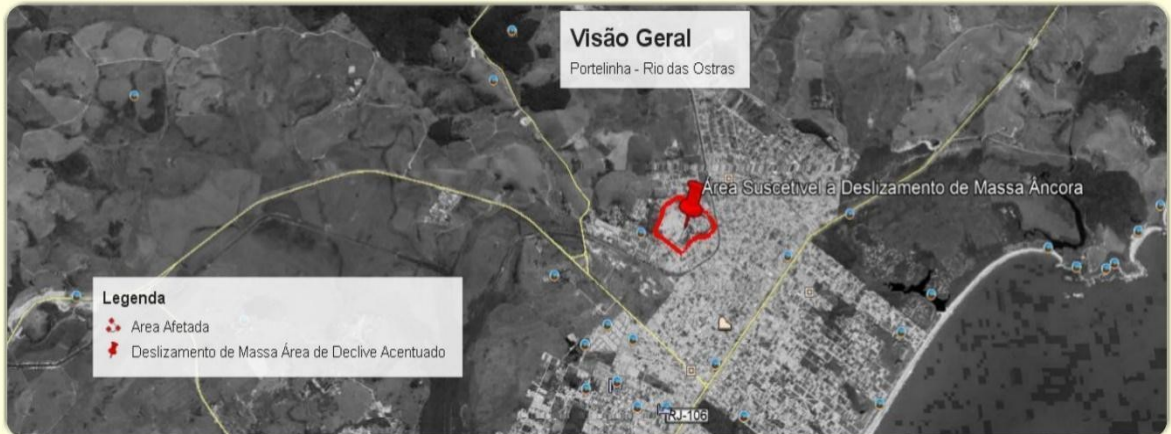 Visão Geral
Portelinha - Rio das Ostras
Área Suscetivel a Deslizamento de Massa Âncora
Legenda
Area Afetada
Deslizamento de Massa Área de Declive Acentuado
RJ-106